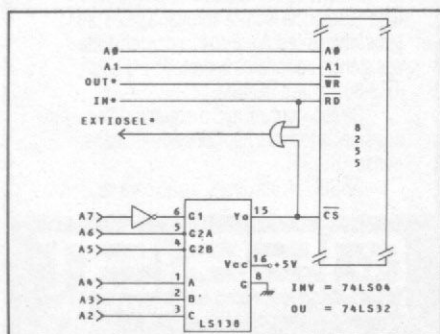 A0 A0
A1 A1
OUT* WR
IN* RD
EXTIOSEL*
8
2
5
5
A7 6 G1 Yo 15 CS
A6 5 G2A
A5 4 G2B
Vcc 16 +5V
A4 1 A G 8
A3 2 B
A2 3 C
LS138
INV = 74LS04
OU = 74LS32